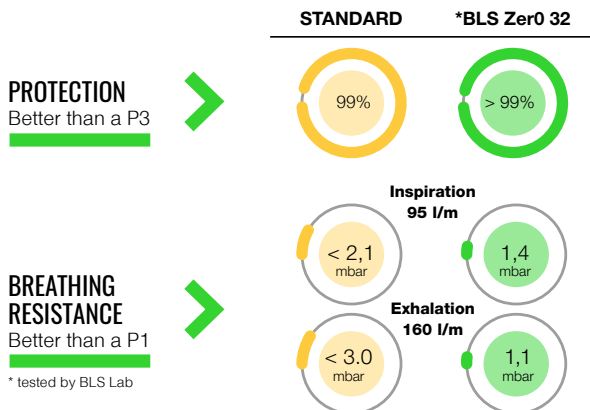 STANDARD
*BLS Zer0 32
PROTECTION
Better than a P3
99%
> 99%
Inspiration
95 l/m
< 2,1
mbar
1,4
mbar
BREATHING
RESISTANCE
Better than a P1
* tested by BLS Lab
Exhalation
160 l/m
< 3.0
mbar
1,1
mbar